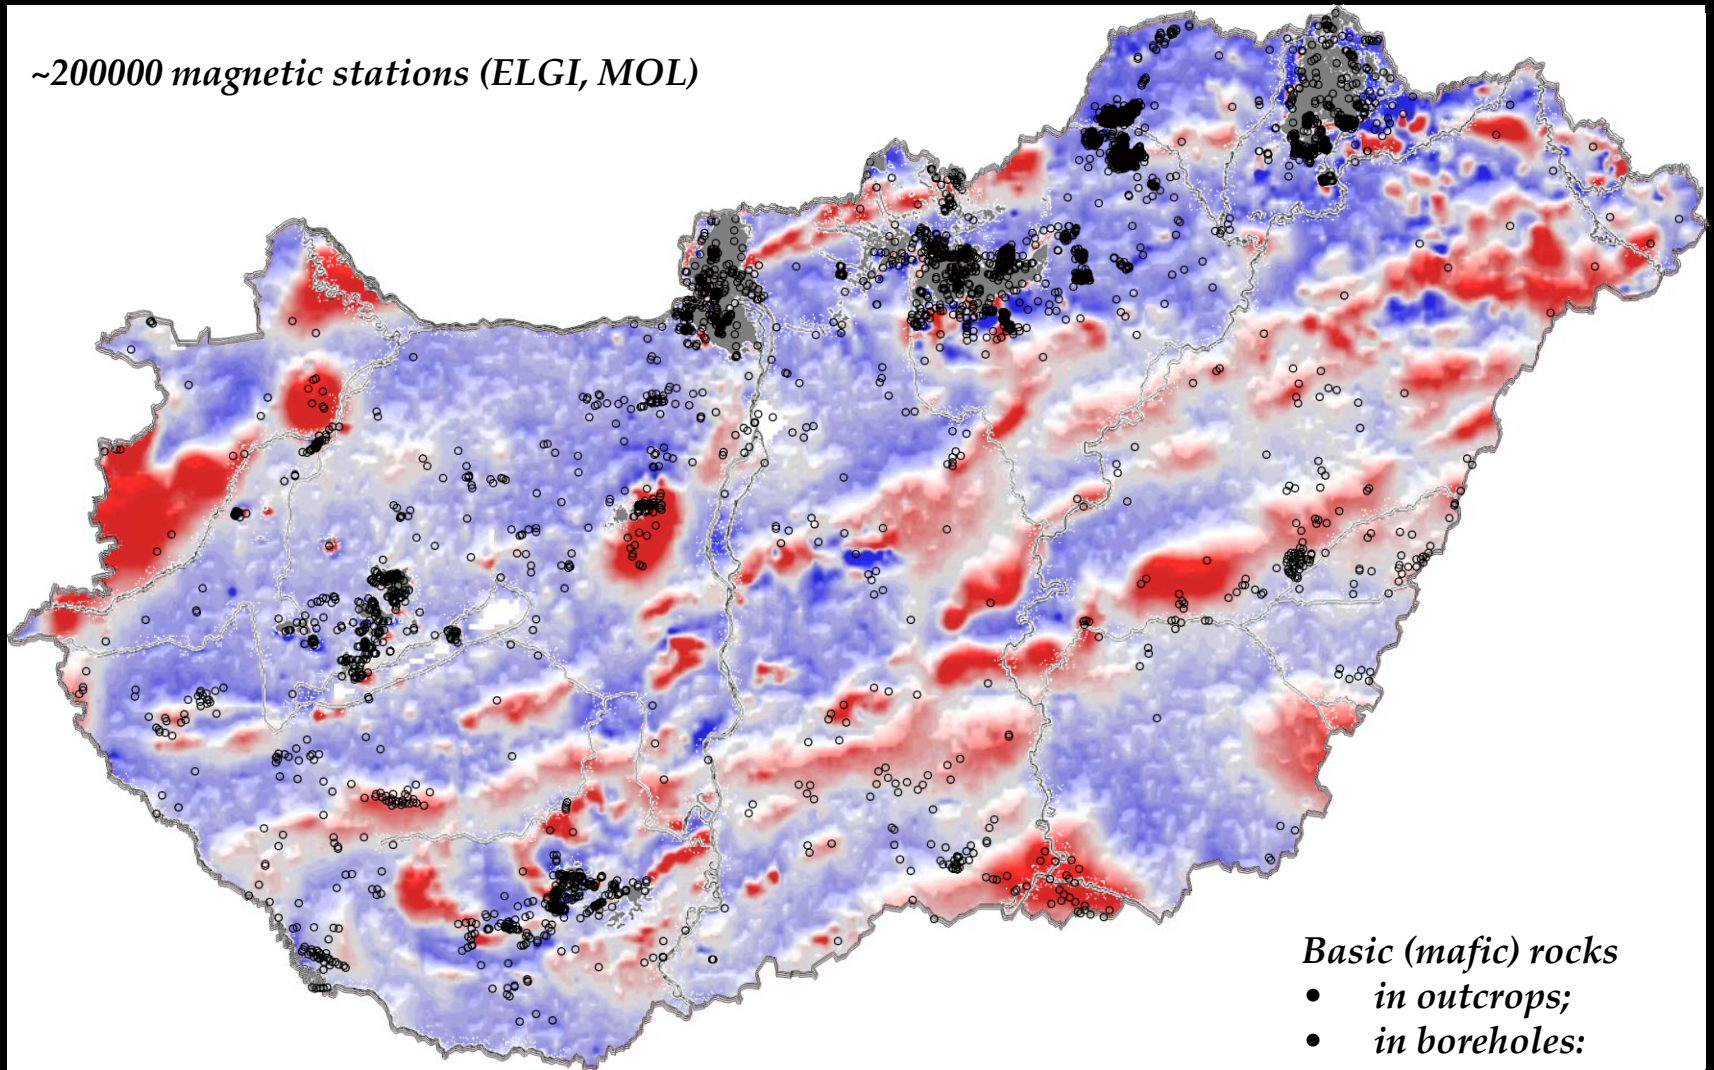 ~200000 magnetic stations (ELGI, MOL)
Basic (mafic) rocks
• in outcrops;
• in boreholes: